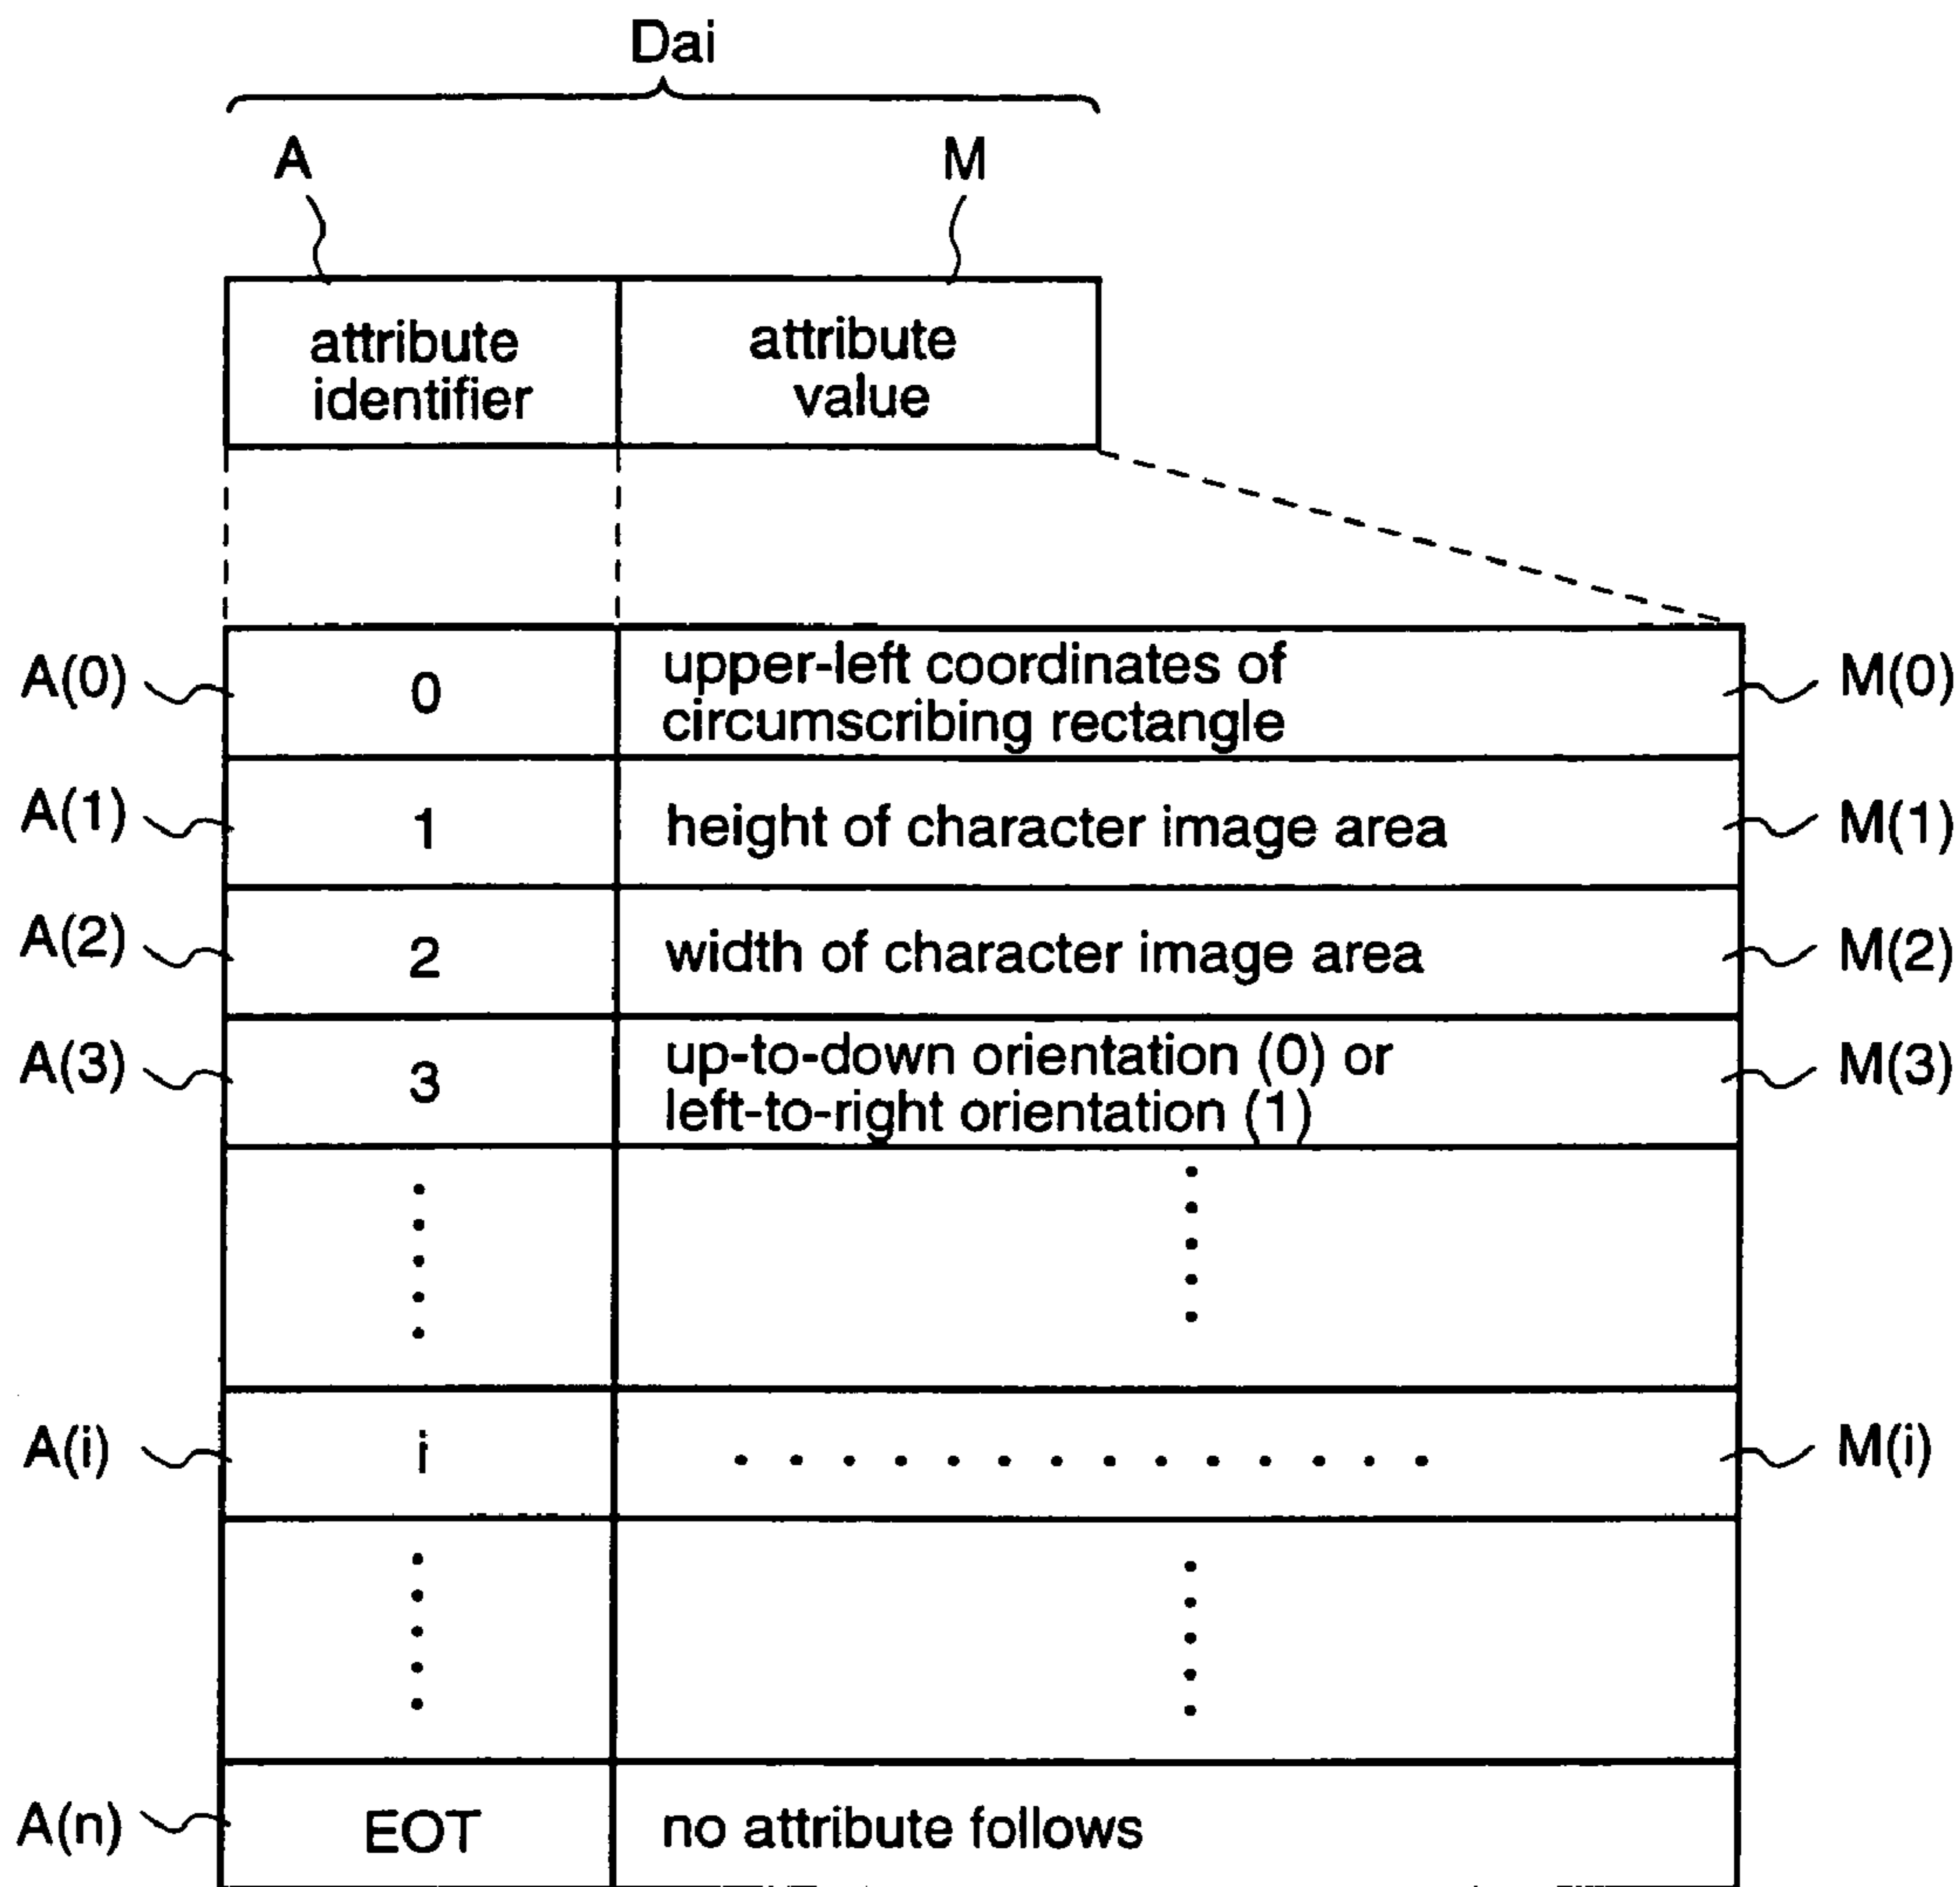 Dai
A M
attribute identifier
attribute value
A(0) 0 upper-left coordinates of
circumscribing rectangle M(0)
A(1) 1 height of character image area M(1)
A(2) 2 width of character image area M(2)
A(3) 3 up-to-down orientation (0) or
left-to-right orientation (1) M(3)
A(i) i . . . . . . . . . . . . . . M(i)
A(n) EOT no attribute follows